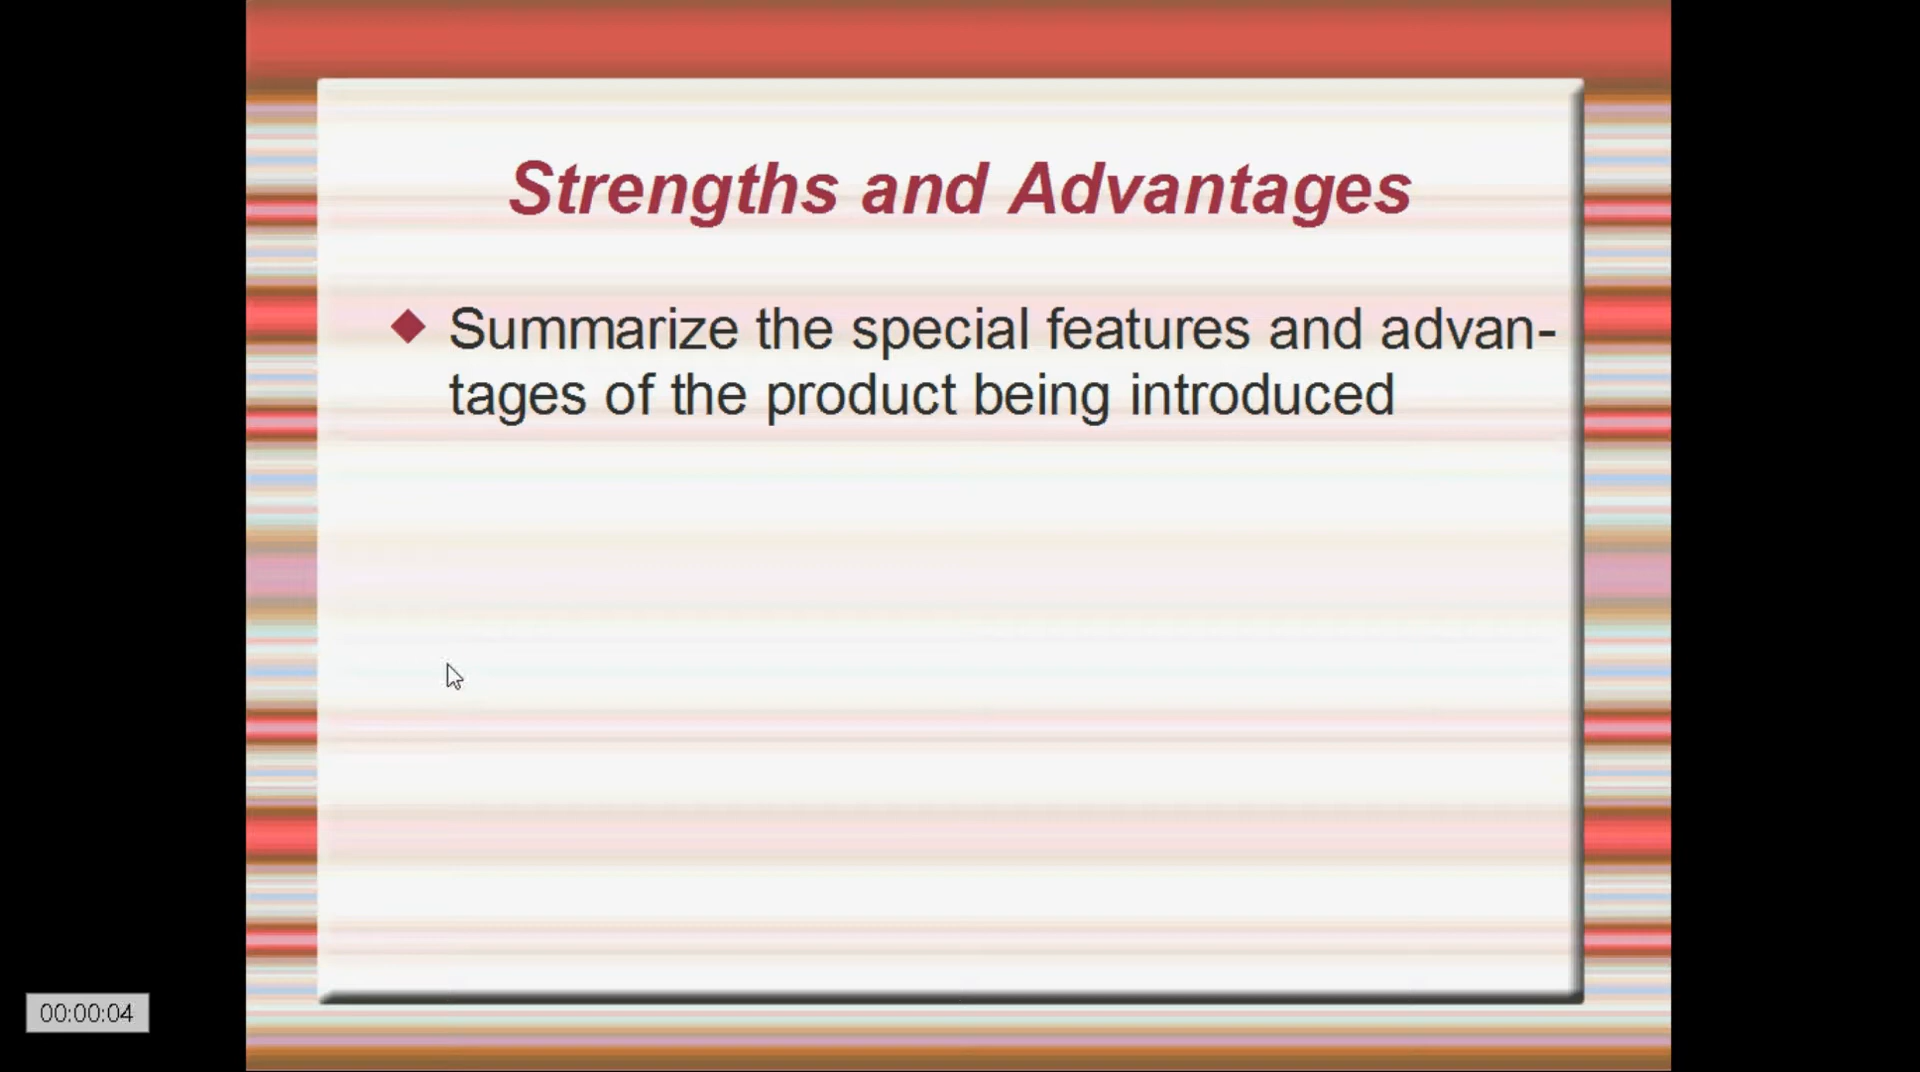 Strengths and Advantages
Summarize the special features and advan-
tages of the product being introduced
00:00:04